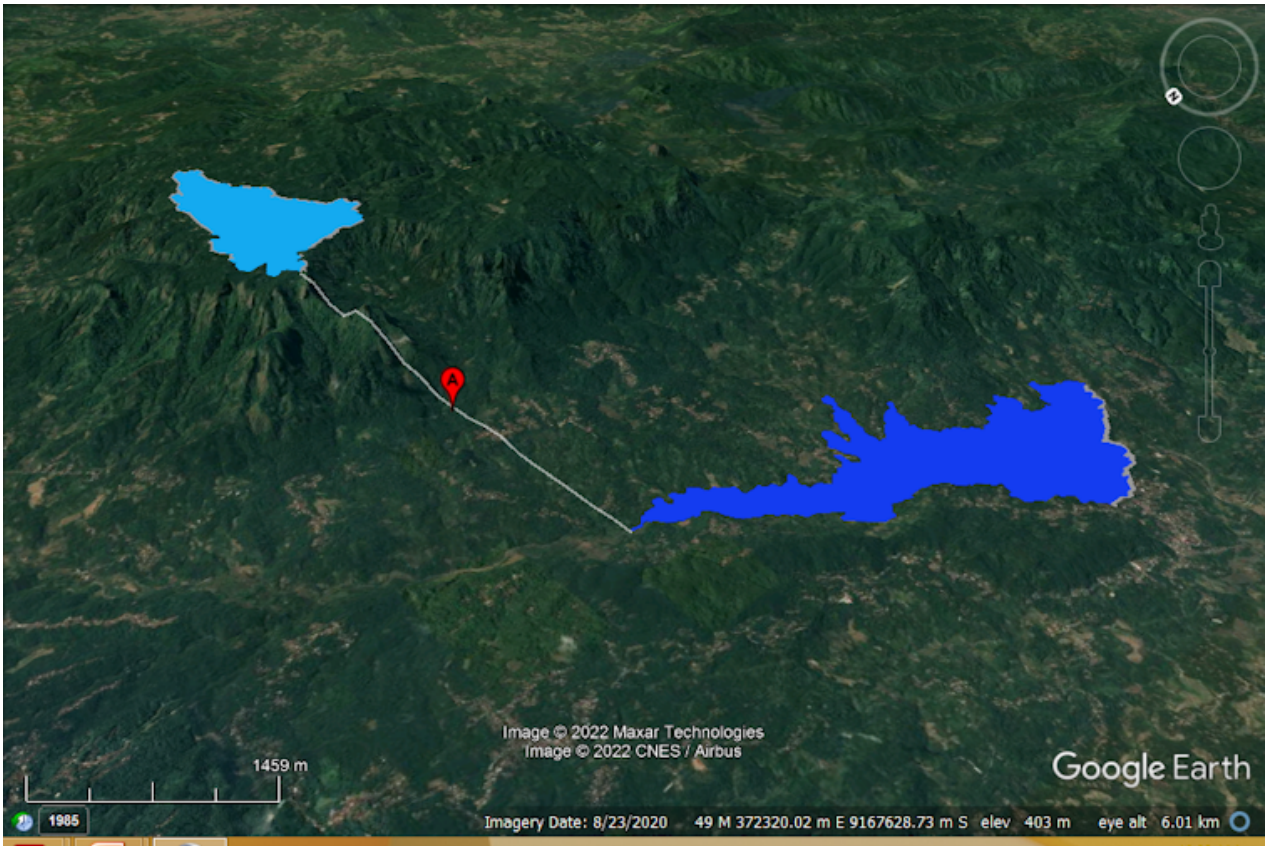 N
A
Image © 2022 Maxar Technologies
Image © 2022 CNES / Airbus
1459 m
Google Earth
1985
Imagery Date: 8/23/2020 49 M 372320.02 m E 9167628.73 m S elev 403 m eye alt 6.01 km